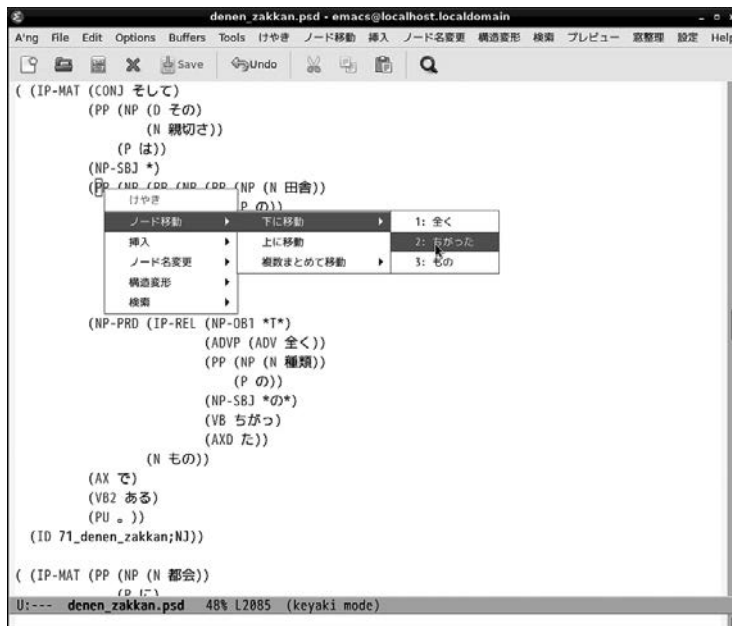 denen_zakkan.psd - emacs@localhost.localdomain
A'ng File Edit Options Buffers Tools けやき ノード移動 挿入 ノード名変更 構造変形 検索 プレビュー 窓整理 設定 Help
Save Undo
( (IP-MAT (CONJ そして)
(PP (NP (D その)
(N 親切さ))
(P は))
(NP-SBJ *)
(PP (NP (PP (NP (PP (NP (N 田舎))
けやき
P の))
ノード移動 下に移動 1: 全く
挿入 上に移動 2: ちがった
ノード名変更 複数まとめて移動 3: もの
構造変形
検索
(NP-PRD (IP-REL (NP-OB1 *T*)
(ADVP (ADV 全く))
(PP (NP (N 種類))
(P の))
(NP-SBJ *の*)
(VB ちがっ)
(AXD た))
(N もの))
(AX で)
(VB2 ある)
(PU 。))
(ID 71_denen_zakkan;NJ))
( (IP-MAT (PP (NP (N 都会))
(P に)
U:--- denen_zakkan.psd 48% L2085 (keyaki mode)